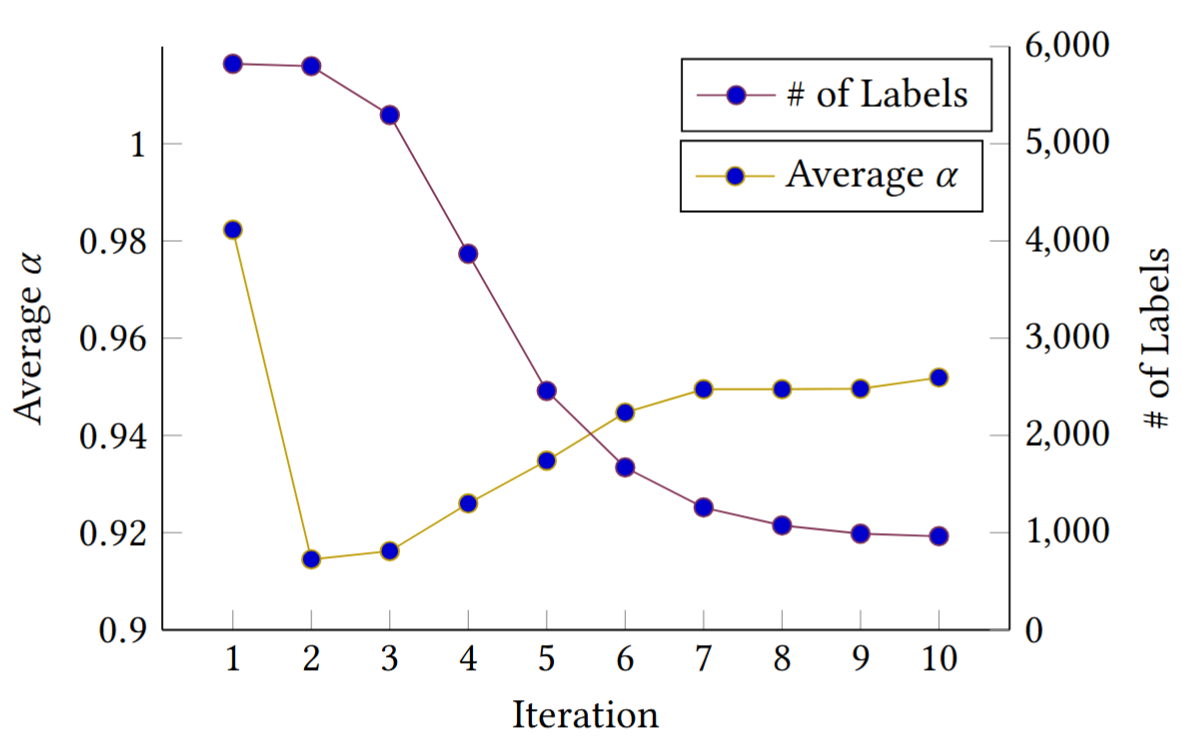 # of Labels
Average α
Average α
1
0.98
0.96
0.94
0.92
0.9
6,000
5,000
4,000
3,000
2,000
1,000
0
# of Labels
1 2 3 4 5 6 7 8 9 10
Iteration